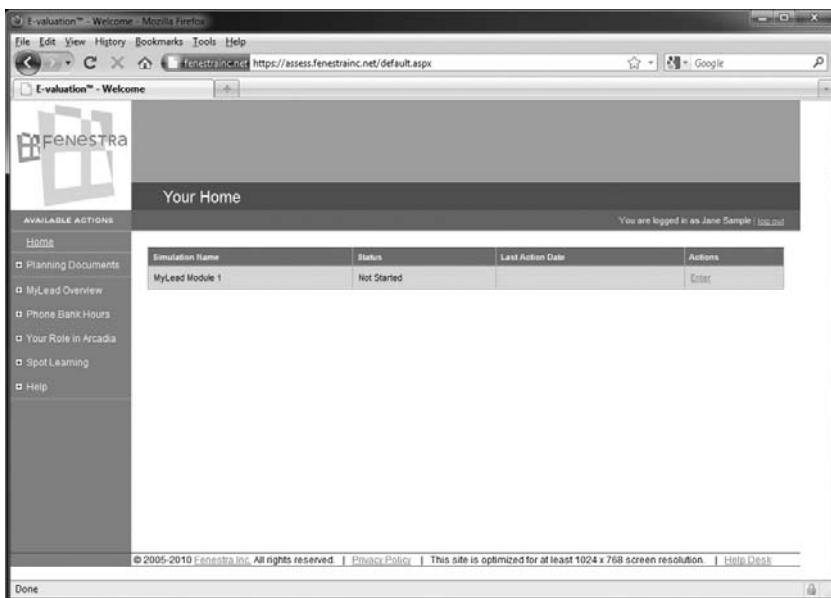 E-valuation™ - Welcome - Mozilla Firefox
File Edit View History Bookmarks Tools Help
fenestrainc.net https://assess.fenestrainc.net/default.aspx
Google
E-valuation™ - Welcome
FENESTRA
Your Home
AVAILABLE ACTIONS
You are logged in as Jane Sample | log out
Home
Planning Documents
MyLead Overview
Phone Bank Hours
Your Role in Arcadia
Spot Learning
Help
Simulation Name Status Last Action Date Actions
MyLead Module 1 Not Started Enter
© 2005-2010 Fenestra Inc. All rights reserved. | Privacy Policy | This site is optimized for at least 1024 x 768 screen resolution. | Help Desk
Done